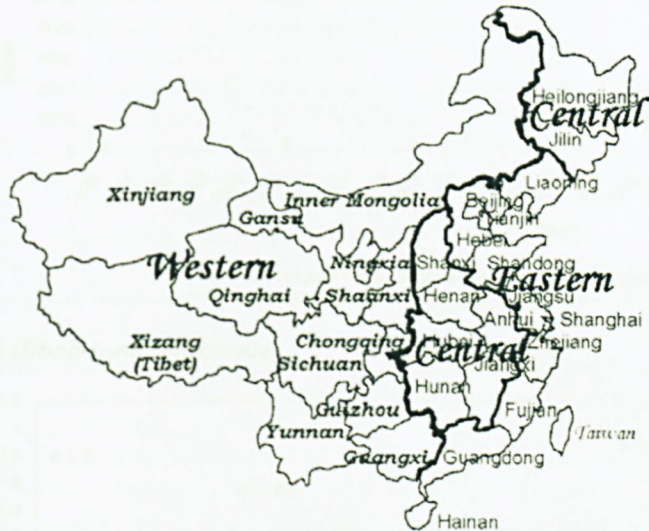 Heilongjiang
Central
Jilin
Liaoning
Xinjiang
Inner Mongolia
Beijing
Gansu
Tianjin
Hebei
Western
Ningxia
Shanxi
Shandong
Eastern
Qinghai
Shaanxi
Henan
Jiangsu
Anhui
Shanghai
Xizang
(Tibet)
Chongqing
Hubei
Central
Zhejiang
Sichuan
Jiangxi
Hunan
Guizhou
Fujian
Yunnan
Taiwan
Guangxi
Guangdong
Hainan